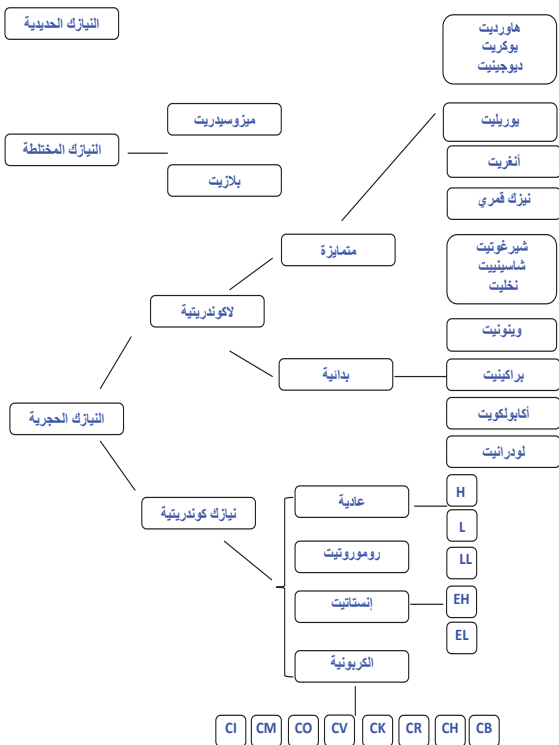 النيازك الحديدية
هاورديت
يوكريت
ديوجينيت
ميزوسيدريت
يوريليت
النيازك المختلطة
أنغريت
بلازيت
نيزك قمري
متمايزة
شيرغوتيت
شاسينييت
نخليت
لاكوندريتية
وينونيت
بدائية
براكينيت
النيازك الحجرية
أكابولكويت
لودرانيت
نيازك كوندريتية
عادية
H
L
روموروتيت
LL
إنستاتيت
EH
EL
الكربونية
CI CM CO CV CK CR CH CB